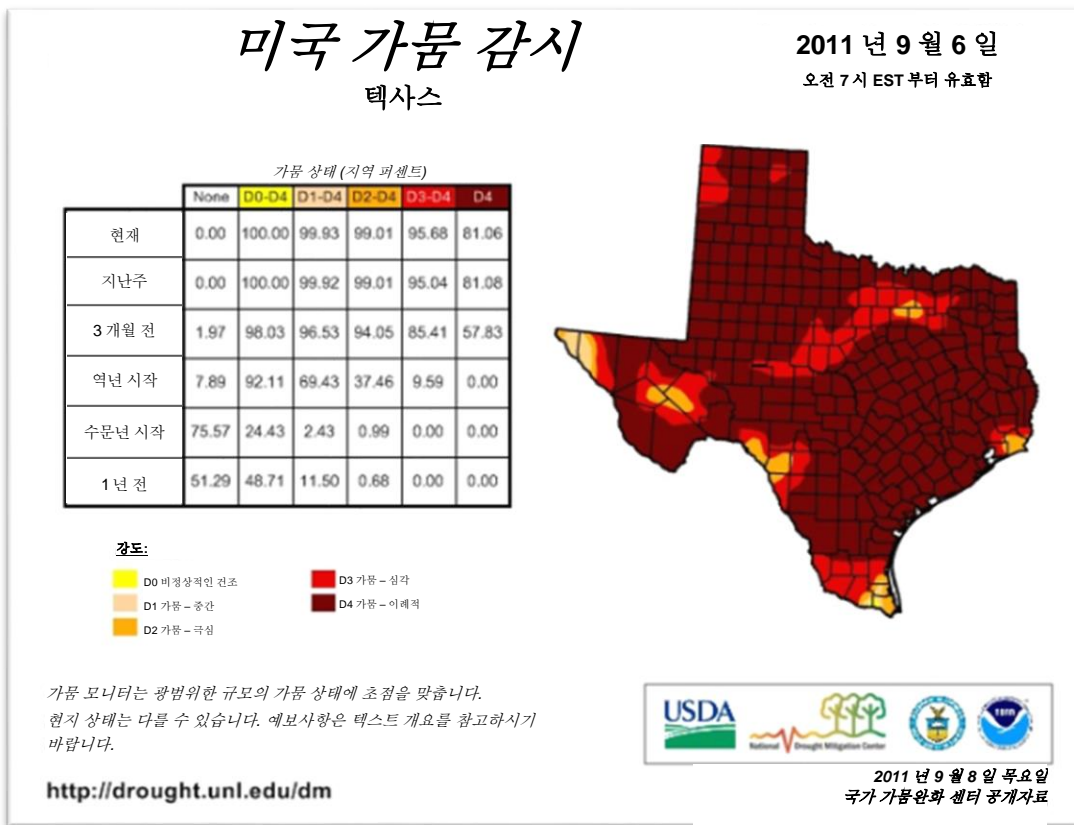 미국 가뭄 감시
텍사스
2011 년 9 월 6 일
오전 7 시 EST 부터 유효함
가뭄 상태 (지역 퍼센트)
None D0-D4 D1-D4 D2-D4 D3-D4 D4
현재 0.00 100.00 99.93 99.01 95.68 81.06
지난주 0.00 100.00 99.92 99.01 95.04 81.08
3 개월 전 1.97 98.03 96.53 94.05 85.41 57.83
역년 시작 7.89 92.11 69.43 37.46 9.59 0.00
수문년 시작 75.57 24.43 2.43 0.99 0.00 0.00
1 년 전 51.29 48.71 11.50 0.68 0.00 0.00
강도:
D0 비정상적인 건조
D1 가뭄 – 중간
D2 가뭄 – 극심
D3 가뭄 – 심각
D4 가뭄 – 이례적
가뭄 모니터는 광범위한 규모의 가뭄 상태에 초점을 맞춥니다.
현지 상태는 다를 수 있습니다. 예보사항은 텍스트 개요를 참고하시기
바랍니다.
http://drought.unl.edu/dm
USDA
National Drought Mitigation Center
2011 년 9 월 8 일 목요일
국가 가뭄완화 센터 공개자료